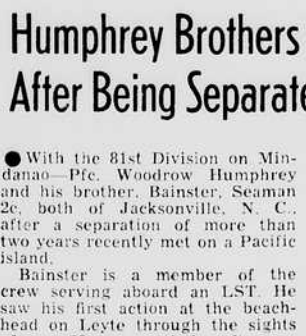 Humphrey Brothers
After Being Separate
● With the 81st Division on Min-
danao—Pfc. Woodrow Humphrey
and his brother, Bainster, Seaman
2c, both of Jacksonville, N. C.,
after a separation of more than
two years recently met on a Pacific
island.
Bainster is a member of the
crew serving aboard an LST. He
saw his first action at the beach-
head on Leyte through the sights